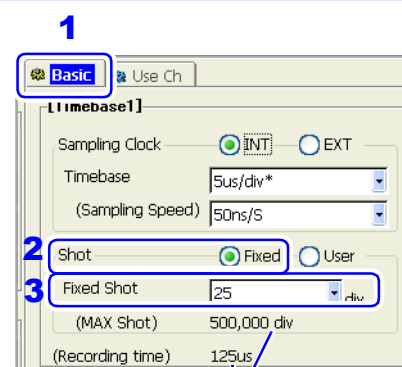 1
Basic Use Ch
[Timebase1]
Sampling Clock INT EXT
Timebase 5us/div*
(Sampling Speed) 50ns/S
2 Shot Fixed User
3 Fixed Shot 25 div
(MAX Shot) 500,000 div
(Recording time) 125us